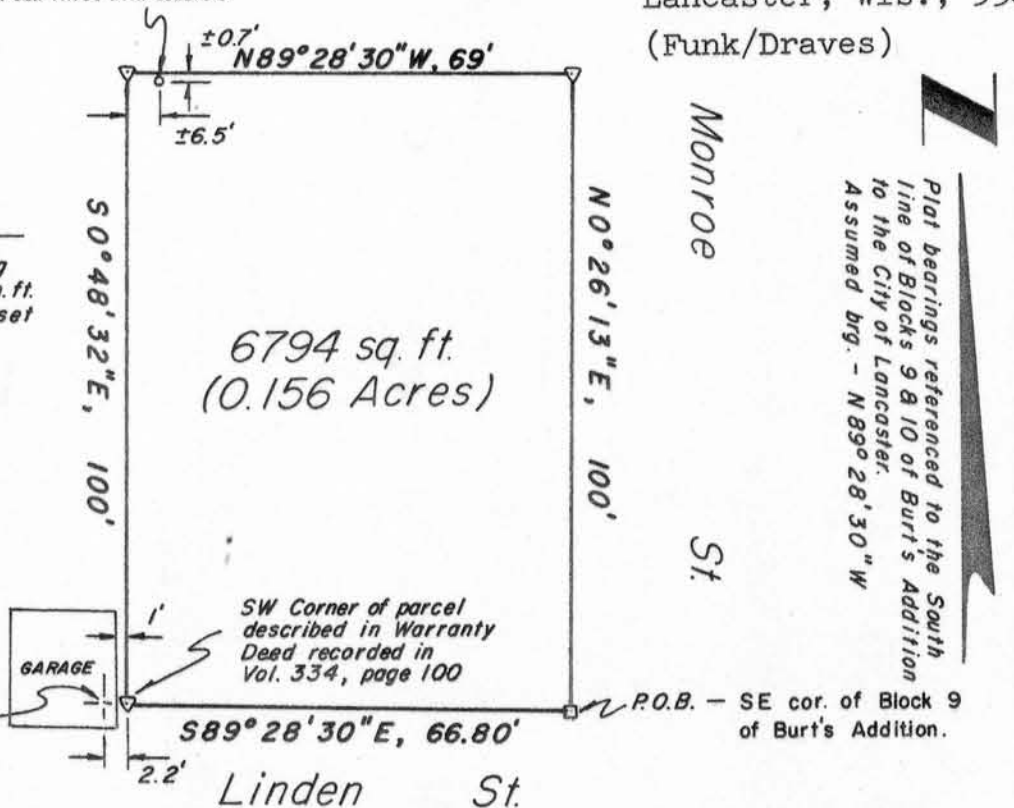 Lancaster, Wis., 
(Funk/Draves)
±0.7'
N89°28'30"W, 69'
±6.5'
S0°48'32"E, 100'
N0°26'13"E, 100'
Monroe St.
Plat bearings referenced to the South
line of Blocks 9 & 10 of Burt's Addition
to the City of Lancaster.
Assumed brg. - N89°28'30"W
ft.
set
6794 sq. ft.
(0.156 Acres)
1'
SW Corner of parcel
described in Warranty
Deed recorded in
Vol. 334, page 100
GARAGE
P.O.B. - SE cor. of Block 9
of Burt's Addition.
S89°28'30"E, 66.80'
2.2'
Linden St.